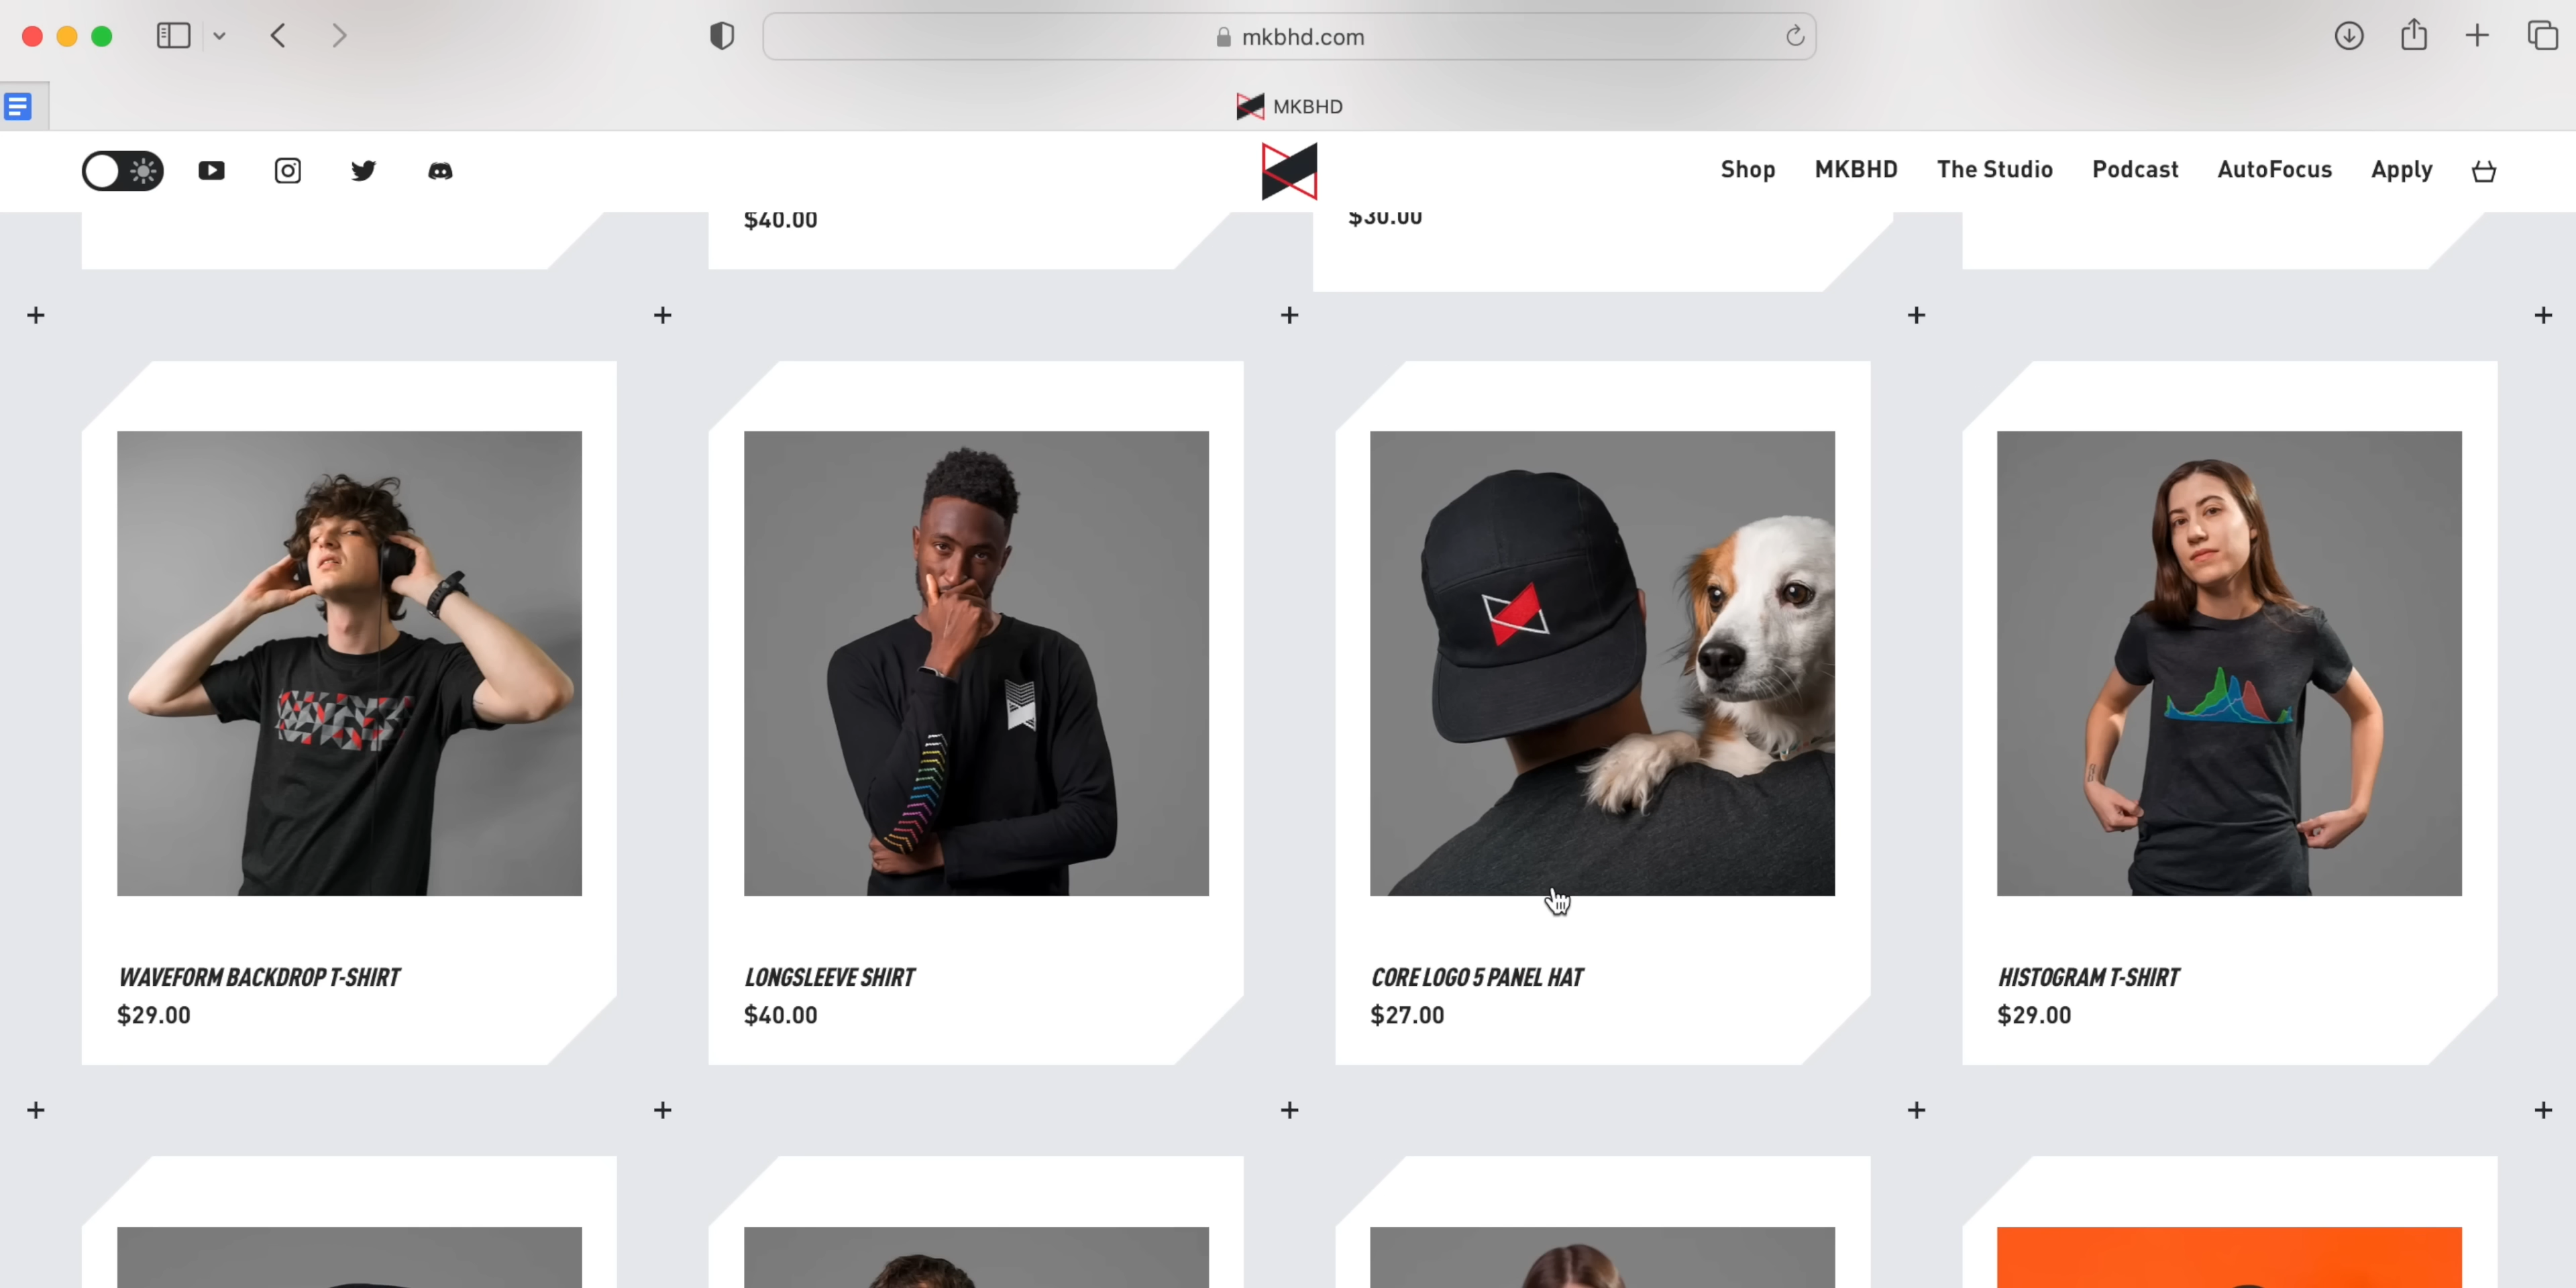 mkbhd.com
MKBHD
Shop MKBHD The Studio Podcast AutoFocus Apply
$40.00 $30.00
WAVEFORM BACKDROP T-SHIRT
$29.00
LONGSLEEVE SHIRT
$40.00
CORE LOGO 5 PANEL HAT
$27.00
HISTOGRAM T-SHIRT
$29.00